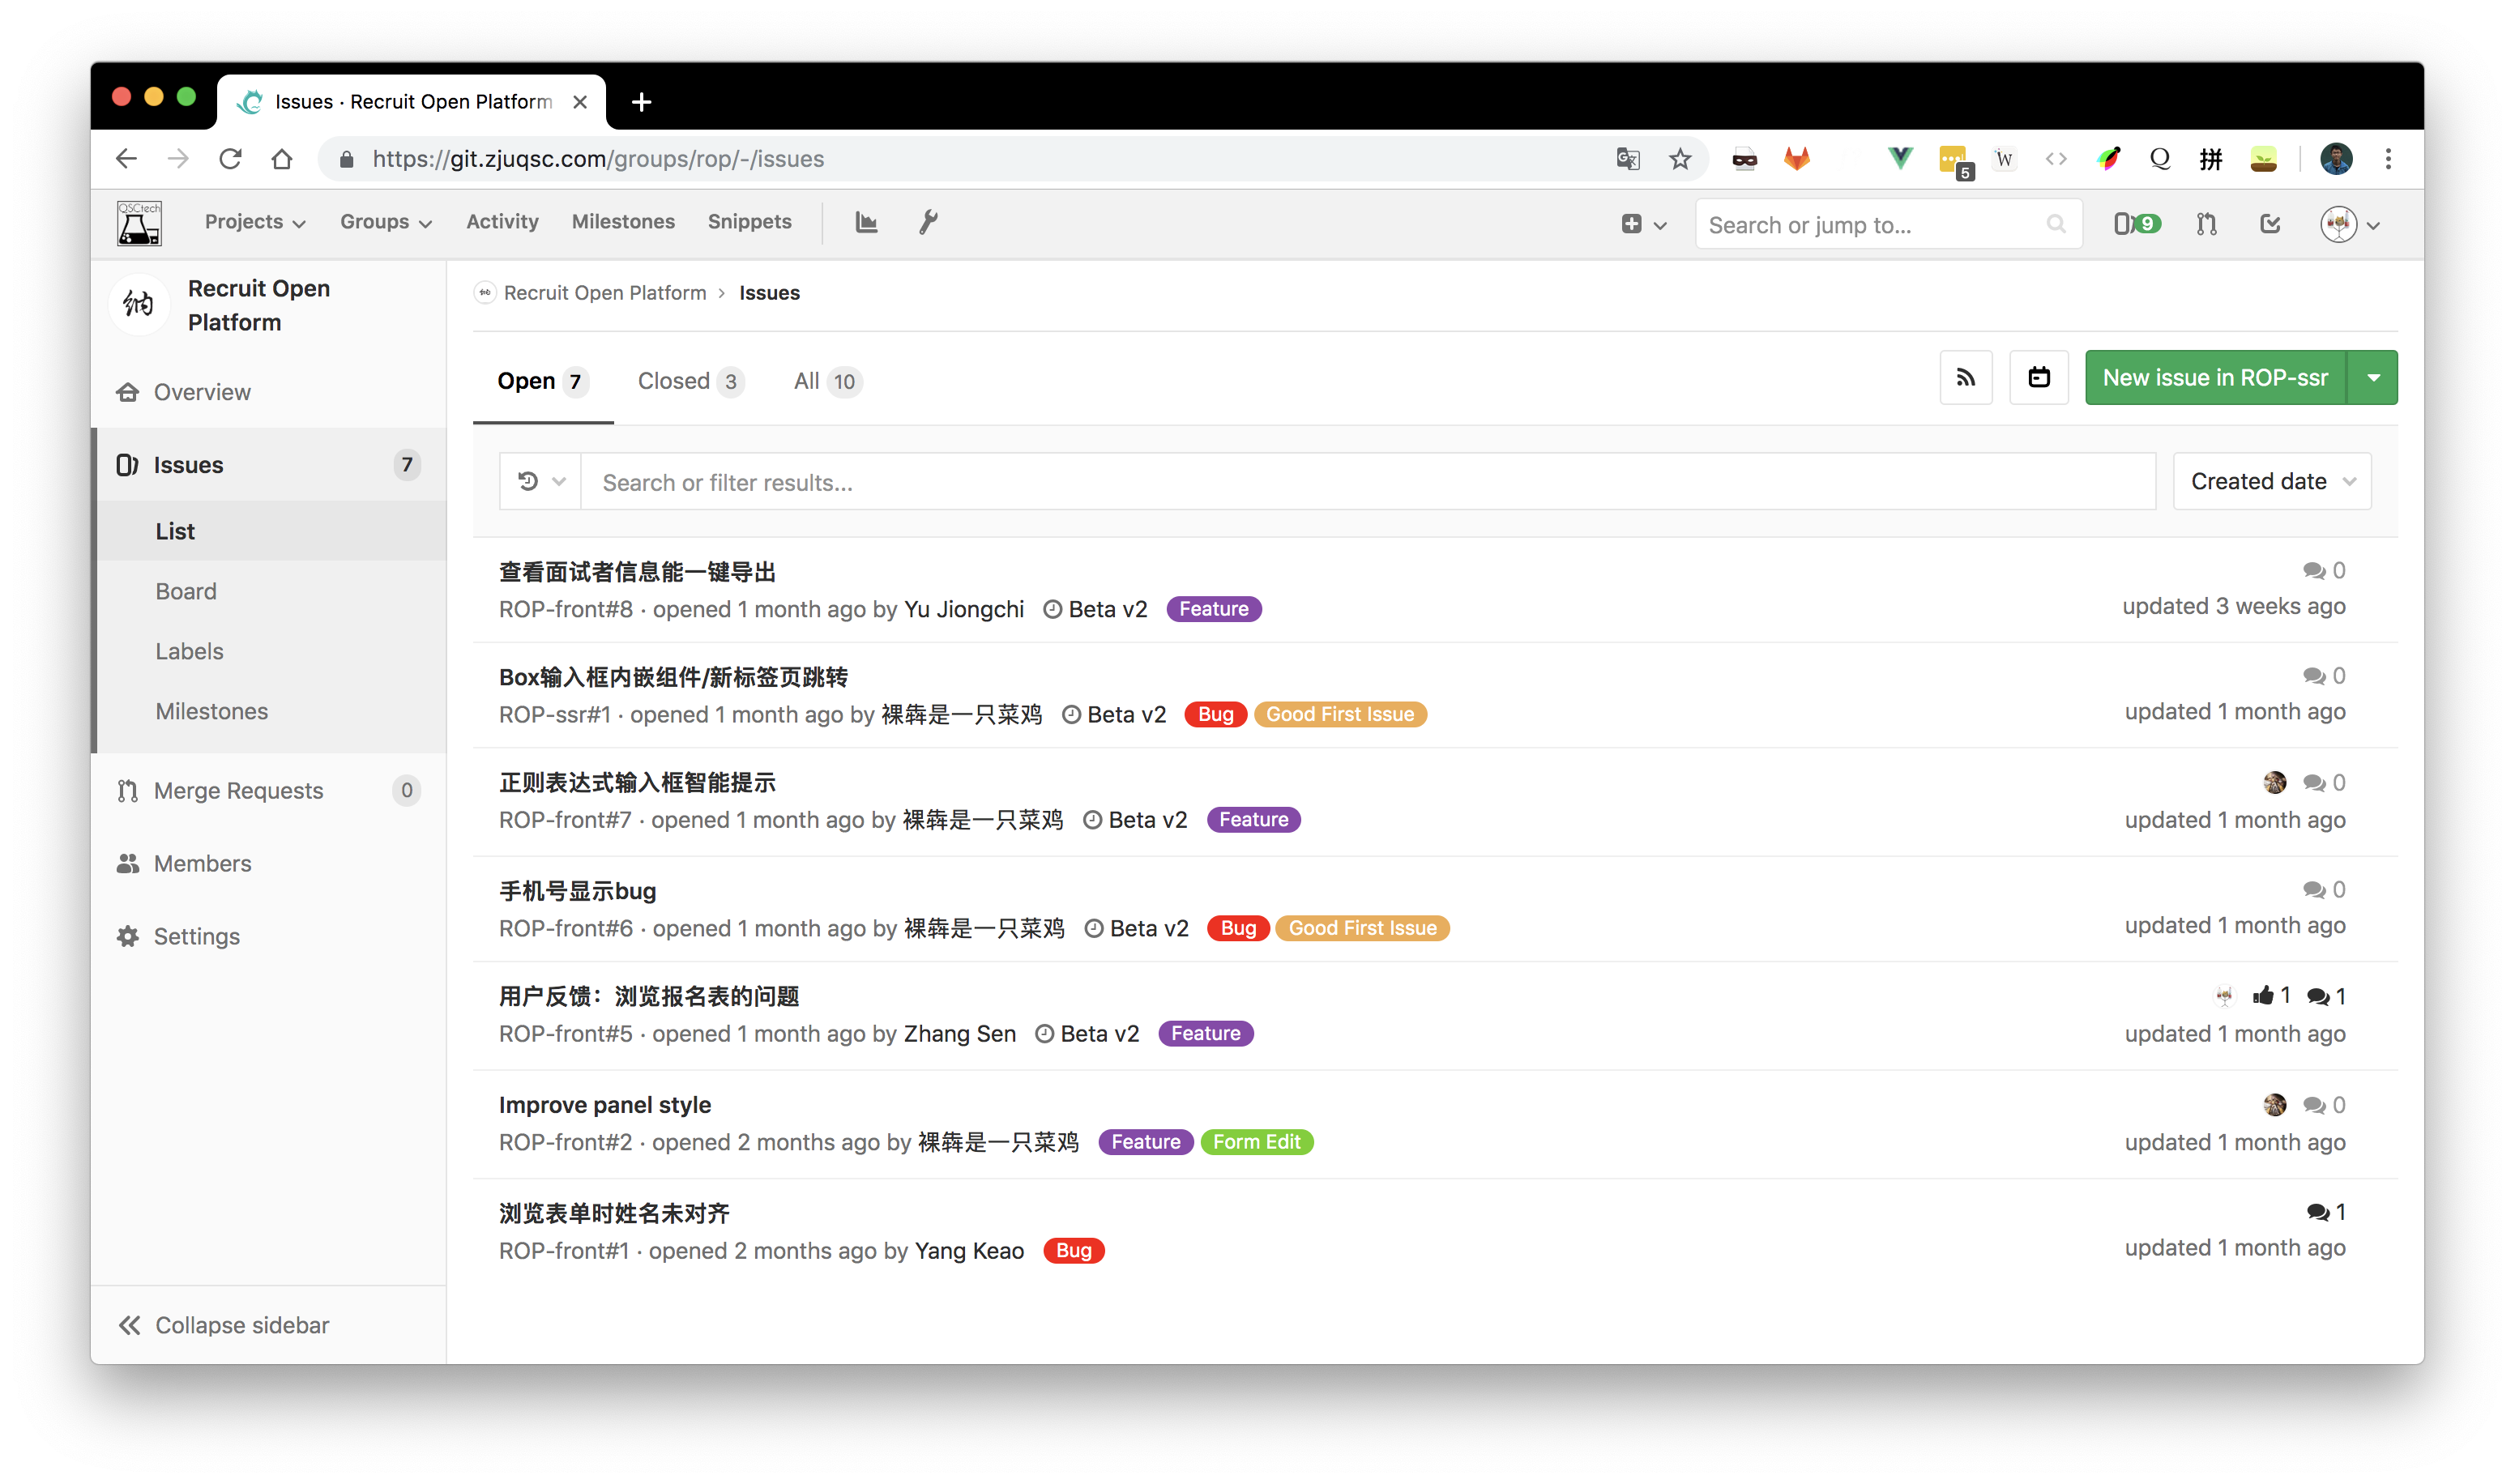 Issues · Recruit Open Platform
https://git.zjuqsc.com/groups/rop/-/issues
5
W
Q
拼
QSCtech
Projects
Groups
Activity
Milestones
Snippets
Search or jump to...
9
纳
Recruit Open
Platform
Overview
Issues 7
List
Board
Labels
Milestones
Merge Requests 0
Members
Settings
Collapse sidebar
Recruit Open Platform › Issues
Open 7 Closed 3 All 10
New issue in ROP-ssr
Search or filter results...
Created date
查看面试者信息能一键导出
0
ROP-front#8 · opened 1 month ago by Yu Jiongchi Beta v2 Feature
updated 3 weeks ago
Box输入框内嵌组件/新标签页跳转
0
ROP-ssr#1 · opened 1 month ago by 裸犇是一只菜鸡 Beta v2 Bug Good First Issue
updated 1 month ago
正则表达式输入框智能提示
0
ROP-front#7 · opened 1 month ago by 裸犇是一只菜鸡 Beta v2 Feature
updated 1 month ago
手机号显示bug
0
ROP-front#6 · opened 1 month ago by 裸犇是一只菜鸡 Beta v2 Bug Good First Issue
updated 1 month ago
用户反馈：浏览报名表的问题
1 1
ROP-front#5 · opened 1 month ago by Zhang Sen Beta v2 Feature
updated 1 month ago
Improve panel style
0
ROP-front#2 · opened 2 months ago by 裸犇是一只菜鸡 Feature Form Edit
updated 1 month ago
浏览表单时姓名未对齐
1
ROP-front#1 · opened 2 months ago by Yang Keao Bug
updated 1 month ago